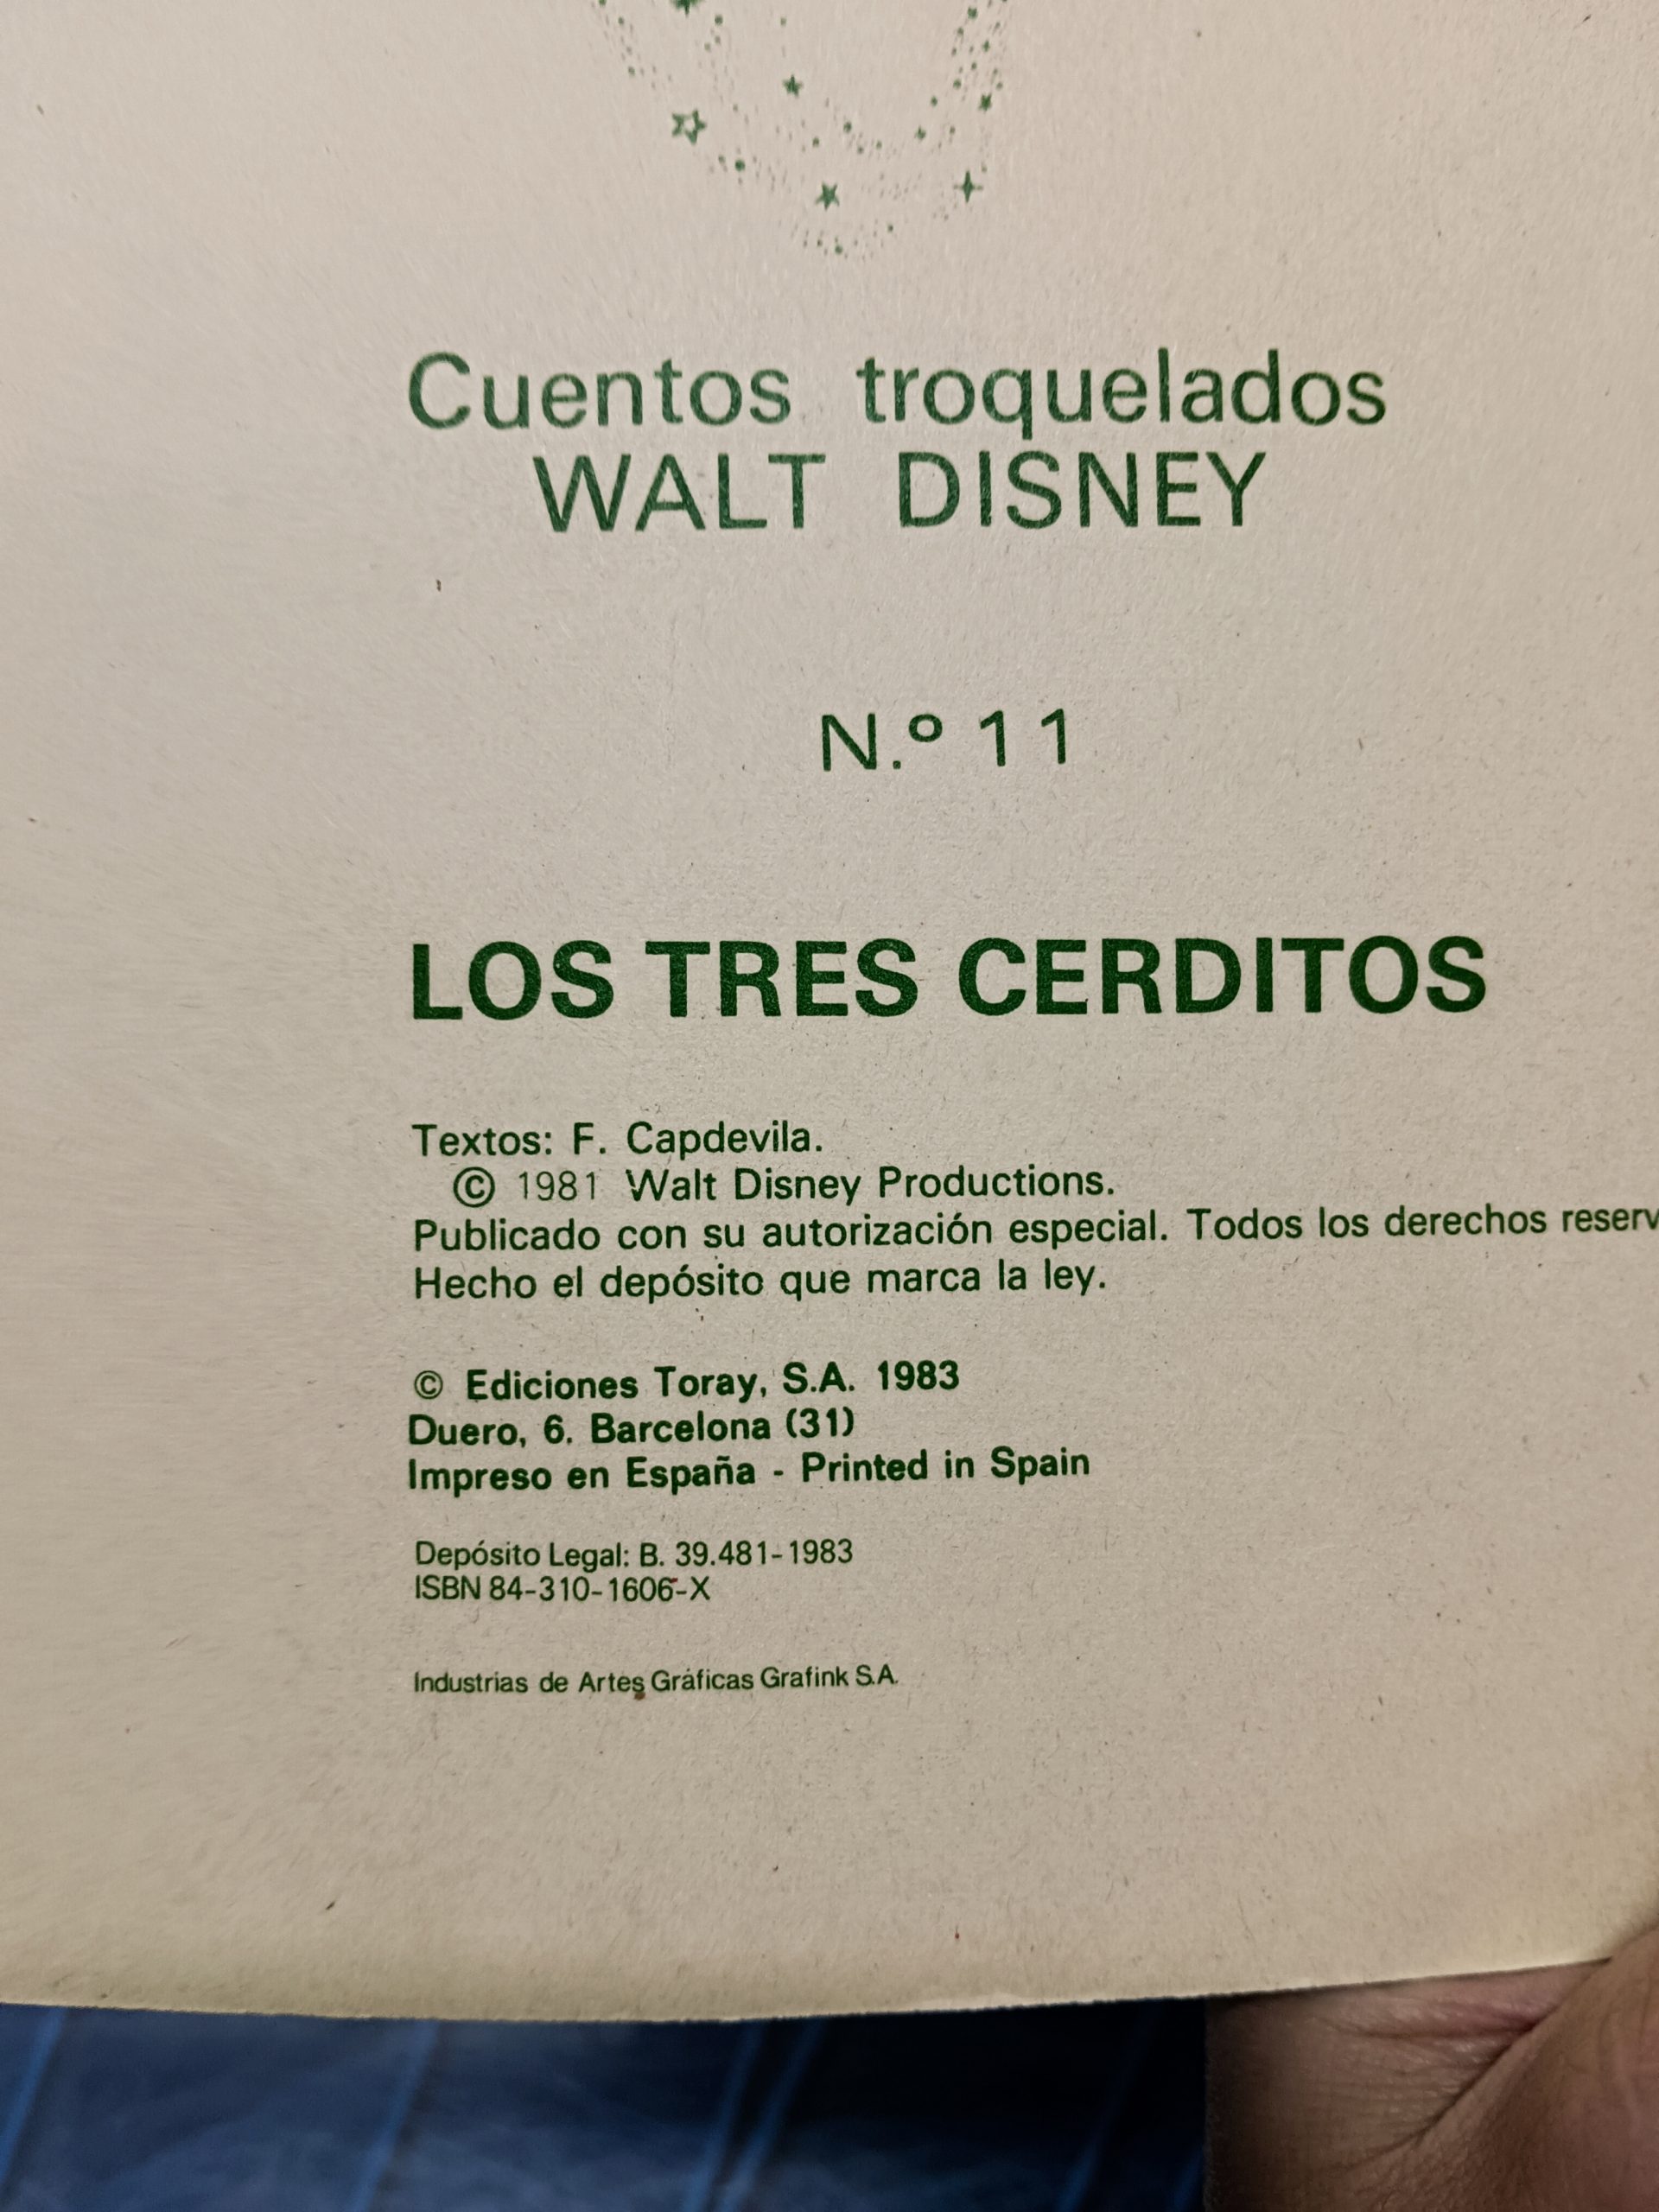 Cuentos troquelados
WALT DISNEY
N.º 11
LOS TRES CERDITOS
Textos: F. Capdevila.
© 1981 Walt Disney Productions.
Publicado con su autorización especial. Todos los derechos reserv
Hecho el depósito que marca la ley.
© Ediciones Toray, S.A. 1983
Duero, 6. Barcelona (31)
Impreso en España - Printed in Spain
Depósito Legal: B. 39.481-1983
ISBN 84-310-1606-X
Industrias de Artes Gráficas Grafink S.A.